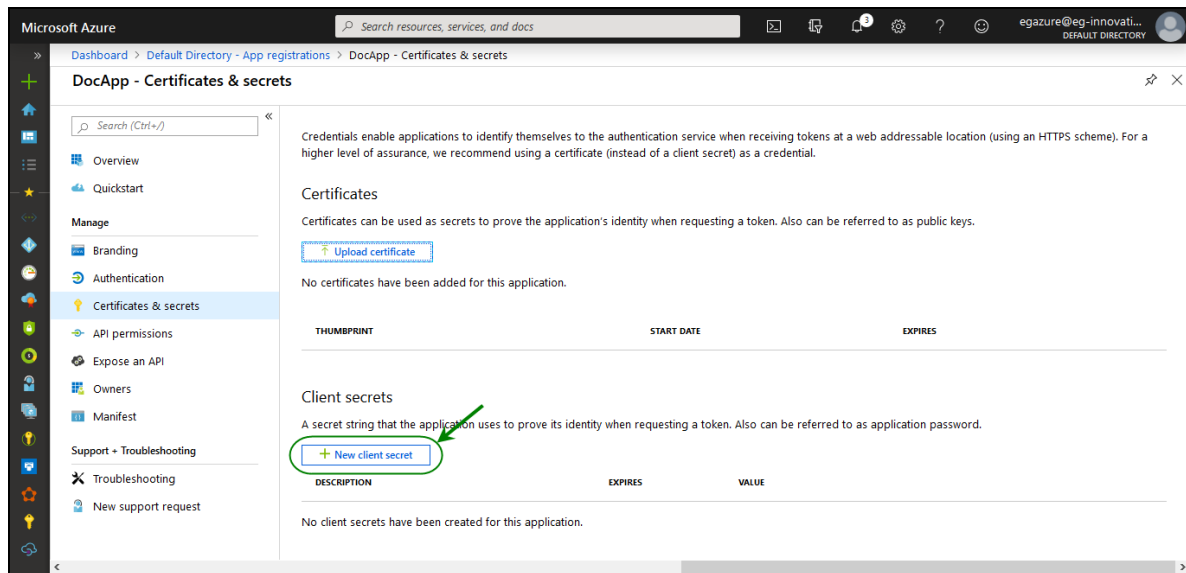 Microsoft Azure
Search resources, services, and docs
3
egazure@eg-innovati...
DEFAULT DIRECTORY
Dashboard > Default Directory - App registrations > DocApp - Certificates & secrets
DocApp - Certificates & secrets
Search (Ctrl+/)
Overview
Quickstart
Manage
Branding
Authentication
Certificates & secrets
API permissions
Expose an API
Owners
Manifest
Support + Troubleshooting
Troubleshooting
New support request
Credentials enable applications to identify themselves to the authentication service when receiving tokens at a web addressable location (using an HTTPS scheme). For a
higher level of assurance, we recommend using a certificate (instead of a client secret) as a credential.
Certificates
Certificates can be used as secrets to prove the application's identity when requesting a token. Also can be referred to as public keys.
Upload certificate
No certificates have been added for this application.
THUMBPRINT START DATE EXPIRES
Client secrets
A secret string that the application uses to prove its identity when requesting a token. Also can be referred to as application password.
New client secret
DESCRIPTION EXPIRES VALUE
No client secrets have been created for this application.